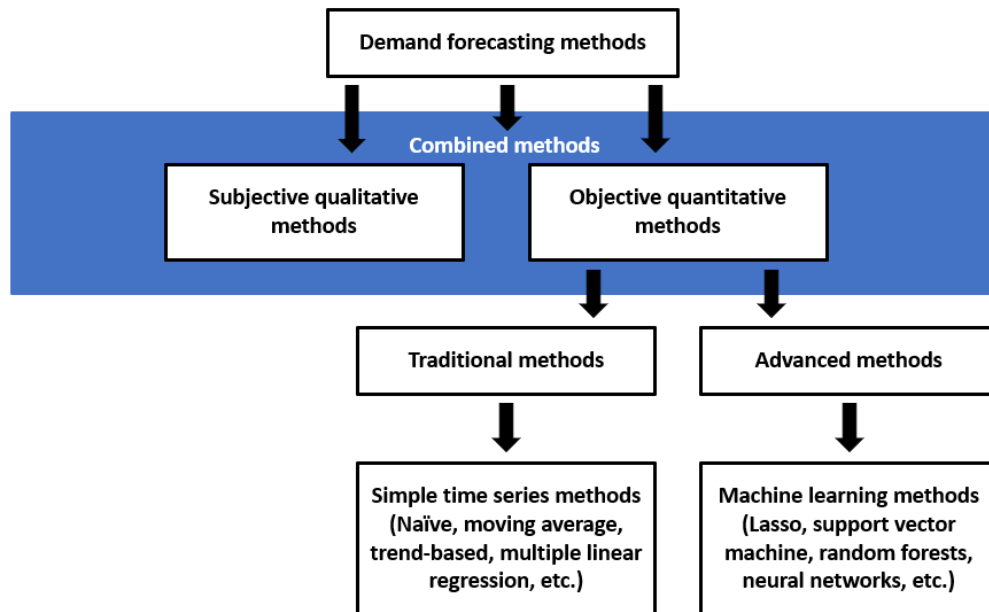 Demand forecasting methods
Combined methods
Subjective qualitative
methods
Objective quantitative
methods
Traditional methods
Advanced methods
Simple time series methods
(Naïve, moving average,
trend-based, multiple linear
regression, etc.)
Machine learning methods
(Lasso, support vector
machine, random forests,
neural networks, etc.)